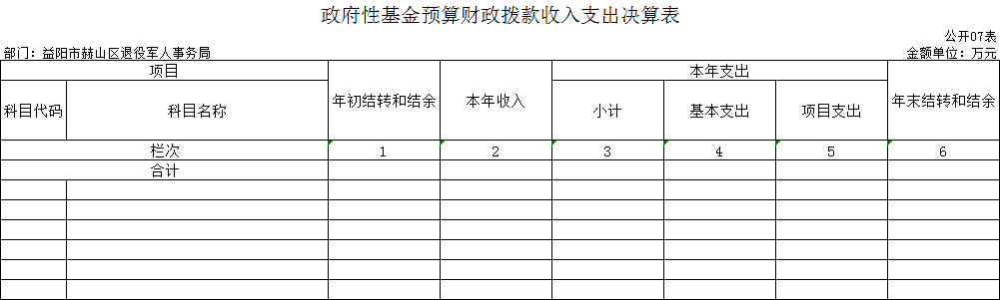 政府性基金预算财政拨款收入支出决算表
公开07表
部门：益阳市赫山区退役军人事务局 金额单位：万元
项目 年初结转和结余 本年收入 本年支出 年末结转和结余
科目代码 科目名称 小计 基本支出 项目支出
栏次 1 2 3 4 5 6
合计